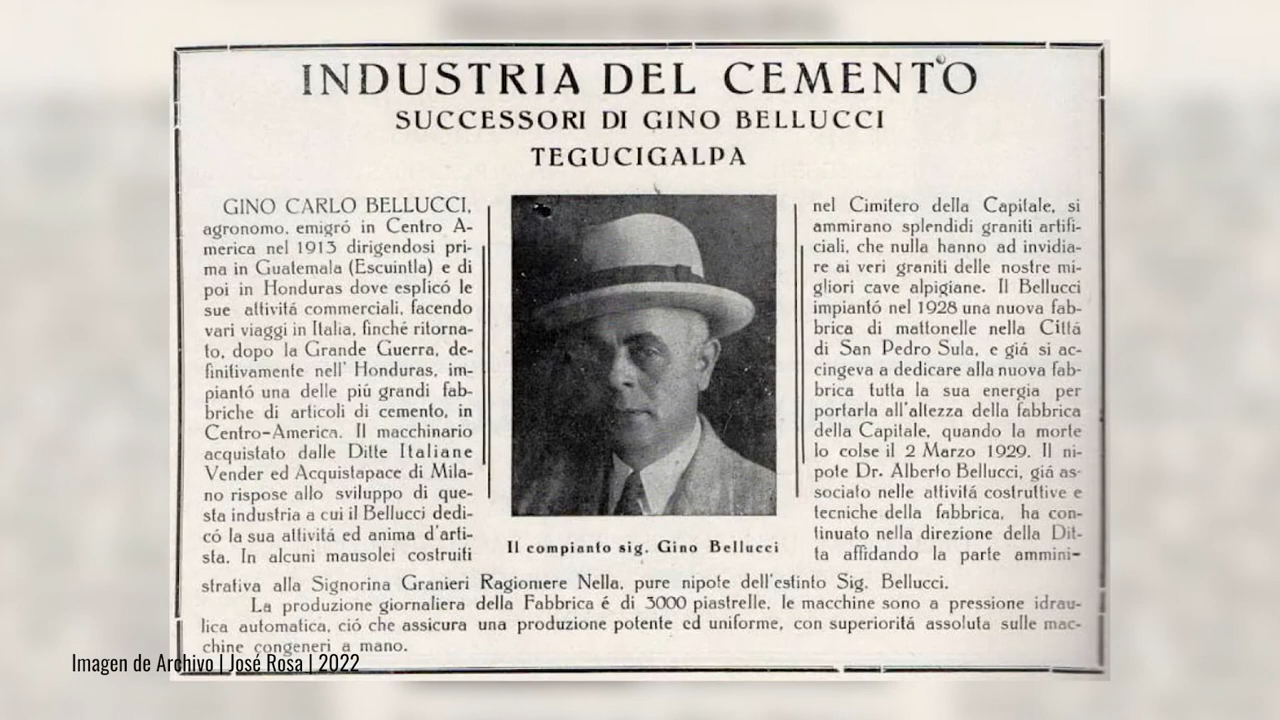 INDUSTRIA DEL CEMENTO
SUCCESSORI DI GINO BELLUCCI
TEGUCIGALPA
GINO CARLO BELLUCCI,
agronomo, emigró in Centro A-
merica nel 1913 dirigendosi pri-
ma in Guatemala (Escuintla) e di
poi in Honduras dove esplicó le
sue attivitá commerciali, facendo
vari viaggi in Italia, finché ritorna-
to, dopo la Grande Guerra, de-
finitivamente nell' Honduras, im-
piantó una delle piú grandi fab-
briche di articoli di cemento, in
Centro-America. Il macchinario
acquistato dalle Ditte Italiane
Vender ed Acquistapace di Mila-
no rispose allo sviluppo di que-
sta industria a cui il Bellucci dedi-
có la sua attivitá ed anima d'arti-
sta. In alcuni mausolei costruiti
Il compianto sig. Gino Bellucci
nel Cimitero della Capitale, si
ammirano splendidi graniti artifi-
ciali, che nulla hanno ad invidia-
re ai veri graniti delle nostre mi-
gliori cave alpigiane. Il Bellucci
impiantó nel 1928 una nuova fab-
brica di mattonelle nella Cittá
di San Pedro Sula, e giá si ac-
cingeva a dedicare alla nuova fab-
brica tutta la sua energia per
portarla all'altezza della fabbrica
della Capitale, quando la morte
lo colse il 2 Marzo 1929. Il ni-
pote Dr. Alberto Bellucci, giá as-
sociato nelle attivitá costruttive e
tecniche della fabbrica, ha con-
tinuato nella direzione della Dit-
ta affidando la parte ammini-
strativa alla Signorina Granieri Ragioniere Nella, pure nipote dell'estinto Sig. Bellucci.
La produzione giornaliera della Fabbrica é di 3000 piastrelle, le macchine sono a pressione idrau-
lica automatica, ció che assicura una produzione potente ed uniforme, con superioritá assoluta sulle mac-
chine congeneri a mano.
Imagen de Archivo | José Rosa | 2022